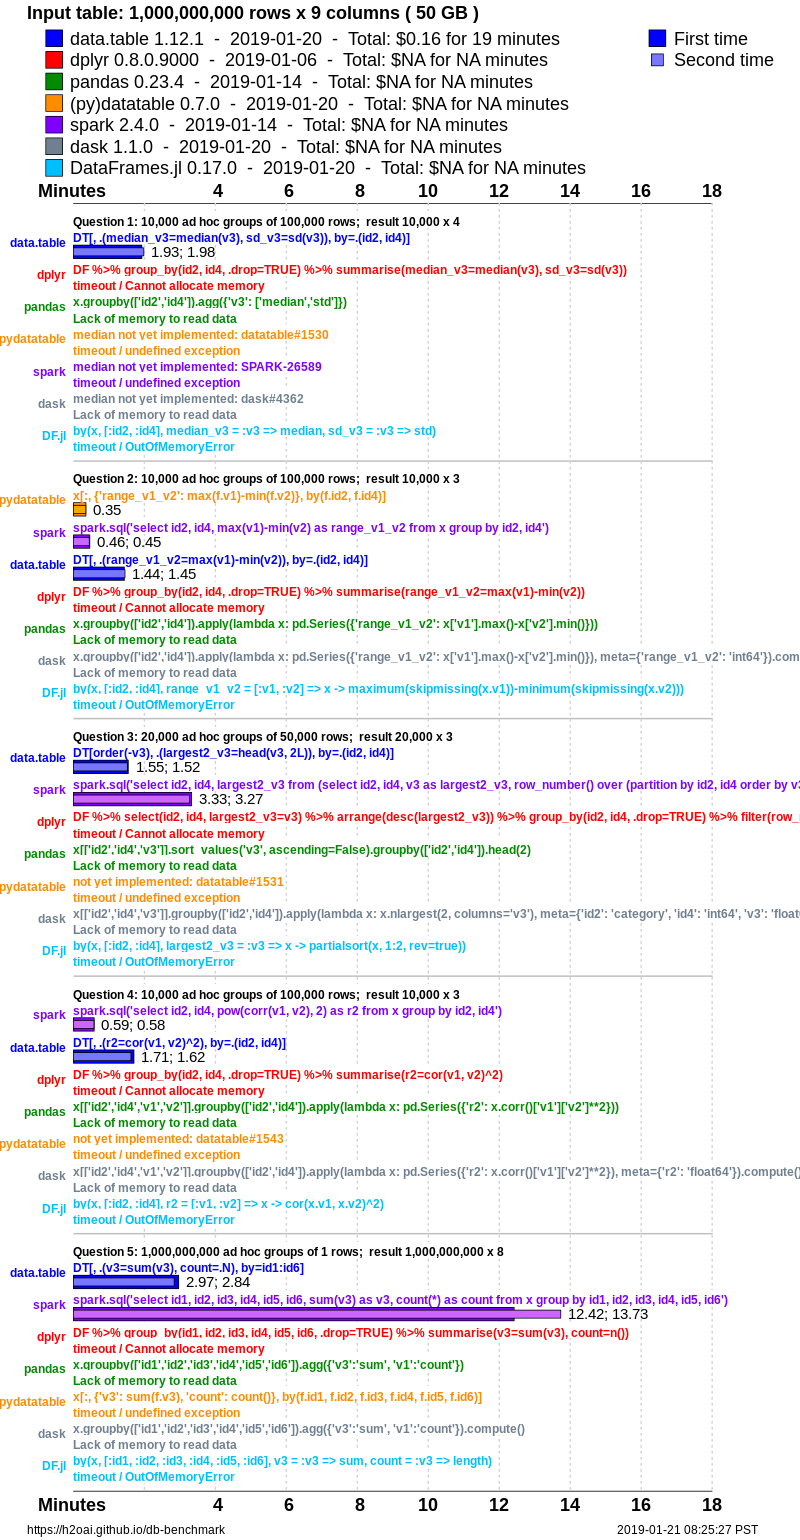 Input table: 1,000,000,000 rows x 9 columns ( 50 GB )
data.table 1.12.1 - 2019-01-20 - Total: $0.16 for 19 minutes
First time
dplyr 0.8.0.9000 - 2019-01-06 - Total: $NA for NA minutes
Second time
pandas 0.23.4 - 2019-01-14 - Total: $NA for NA minutes
(py)datatable 0.7.0 - 2019-01-20 - Total: $NA for NA minutes
spark 2.4.0 - 2019-01-14 - Total: $NA for NA minutes
dask 1.1.0 - 2019-01-20 - Total: $NA for NA minutes
DataFrames.jl 0.17.0 - 2019-01-20 - Total: $NA for NA minutes
Minutes 4 6 8 10 12 14 16 18
Question 1: 10,000 ad hoc groups of 100,000 rows; result 10,000 x 4
data.table DT[, .(median_v3=median(v3), sd_v3=sd(v3)), by=.(id2, id4)]
1.93; 1.98
dplyr DF %>% group_by(id2, id4, .drop=TRUE) %>% summarise(median_v3=median(v3), sd_v3=sd(v3))
timeout / Cannot allocate memory
pandas x.groupby(['id2','id4']).agg({'v3': ['median','std']})
Lack of memory to read data
pydatatable median not yet implemented: datatable#1530
timeout / undefined exception
spark median not yet implemented: SPARK-26589
timeout / undefined exception
dask median not yet implemented: dask#4362
Lack of memory to read data
DF.jl by(x, [:id2, :id4], median_v3 = :v3 => median, sd_v3 = :v3 => std)
timeout / OutOfMemoryError
Question 2: 10,000 ad hoc groups of 100,000 rows; result 10,000 x 3
pydatatable x[:, {'range_v1_v2': max(f.v1)-min(f.v2)}, by(f.id2, f.id4)]
0.35
spark spark.sql('select id2, id4, max(v1)-min(v2) as range_v1_v2 from x group by id2, id4')
0.46; 0.45
data.table DT[, .(range_v1_v2=max(v1)-min(v2)), by=.(id2, id4)]
1.44; 1.45
dplyr DF %>% group_by(id2, id4, .drop=TRUE) %>% summarise(range_v1_v2=max(v1)-min(v2))
timeout / Cannot allocate memory
pandas x.groupby(['id2','id4']).apply(lambda x: pd.Series({'range_v1_v2': x['v1'].max()-x['v2'].min()}))
Lack of memory to read data
dask x.groupby(['id2','id4']).apply(lambda x: pd.Series({'range_v1_v2': x['v1'].max()-x['v2'].min()}), meta={'range_v1_v2': 'int64'}).com
Lack of memory to read data
DF.jl by(x, [:id2, :id4], range_v1_v2 = [:v1, :v2] => x -> maximum(skipmissing(x.v1))-minimum(skipmissing(x.v2)))
timeout / OutOfMemoryError
Question 3: 20,000 ad hoc groups of 50,000 rows; result 20,000 x 3
data.table DT[order(-v3), .(largest2_v3=head(v3, 2L)), by=.(id2, id4)]
1.55; 1.52
spark spark.sql('select id2, id4, largest2_v3 from (select id2, id4, v3 as largest2_v3, row_number() over (partition by id2, id4 order by v3
3.33; 3.27
dplyr DF %>% select(id2, id4, largest2_v3=v3) %>% arrange(desc(largest2_v3)) %>% group_by(id2, id4, .drop=TRUE) %>% filter(row_
timeout / Cannot allocate memory
pandas x[['id2','id4','v3']].sort_values('v3', ascending=False).groupby(['id2','id4']).head(2)
Lack of memory to read data
pydatatable not yet implemented: datatable#1531
timeout / undefined exception
dask x[['id2','id4','v3']].groupby(['id2','id4']).apply(lambda x: x.nlargest(2, columns='v3'), meta={'id2': 'category', 'id4': 'int64', 'v3': 'float
Lack of memory to read data
DF.jl by(x, [:id2, :id4], largest2_v3 = :v3 => x -> partialsort(x, 1:2, rev=true))
timeout / OutOfMemoryError
Question 4: 10,000 ad hoc groups of 100,000 rows; result 10,000 x 3
spark spark.sql('select id2, id4, pow(corr(v1, v2), 2) as r2 from x group by id2, id4')
0.59; 0.58
data.table DT[, .(r2=cor(v1, v2)^2), by=.(id2, id4)]
1.71; 1.62
dplyr DF %>% group_by(id2, id4, .drop=TRUE) %>% summarise(r2=cor(v1, v2)^2)
timeout / Cannot allocate memory
pandas x[['id2','id4','v1','v2']].groupby(['id2','id4']).apply(lambda x: pd.Series({'r2': x.corr()['v1']['v2']**2}))
Lack of memory to read data
pydatatable not yet implemented: datatable#1543
timeout / undefined exception
dask x[['id2','id4','v1','v2']].groupby(['id2','id4']).apply(lambda x: pd.Series({'r2': x.corr()['v1']['v2']**2}), meta={'r2': 'float64'}).compute()
Lack of memory to read data
DF.jl by(x, [:id2, :id4], r2 = [:v1, :v2] => x -> cor(x.v1, x.v2)^2)
timeout / OutOfMemoryError
Question 5: 1,000,000,000 ad hoc groups of 1 rows; result 1,000,000,000 x 8
data.table DT[, .(v3=sum(v3), count=.N), by=id1:id6]
2.97; 2.84
spark spark.sql('select id1, id2, id3, id4, id5, id6, sum(v3) as v3, count(*) as count from x group by id1, id2, id3, id4, id5, id6')
12.42; 13.73
dplyr DF %>% group_by(id1, id2, id3, id4, id5, id6, .drop=TRUE) %>% summarise(v3=sum(v3), count=n())
timeout / Cannot allocate memory
pandas x.groupby(['id1','id2','id3','id4','id5','id6']).agg({'v3':'sum', 'v1':'count'})
Lack of memory to read data
pydatatable x[:, {'v3': sum(f.v3), 'count': count()}, by(f.id1, f.id2, f.id3, f.id4, f.id5, f.id6)]
timeout / undefined exception
dask x.groupby(['id1','id2','id3','id4','id5','id6']).agg({'v3':'sum', 'v1':'count'}).compute()
Lack of memory to read data
DF.jl by(x, [:id1, :id2, :id3, :id4, :id5, :id6], v3 = :v3 => sum, count = :v3 => length)
timeout / OutOfMemoryError
Minutes 4 6 8 10 12 14 16 18
https://h2oai.github.io/db-benchmark
2019-01-21 08:25:27 PST